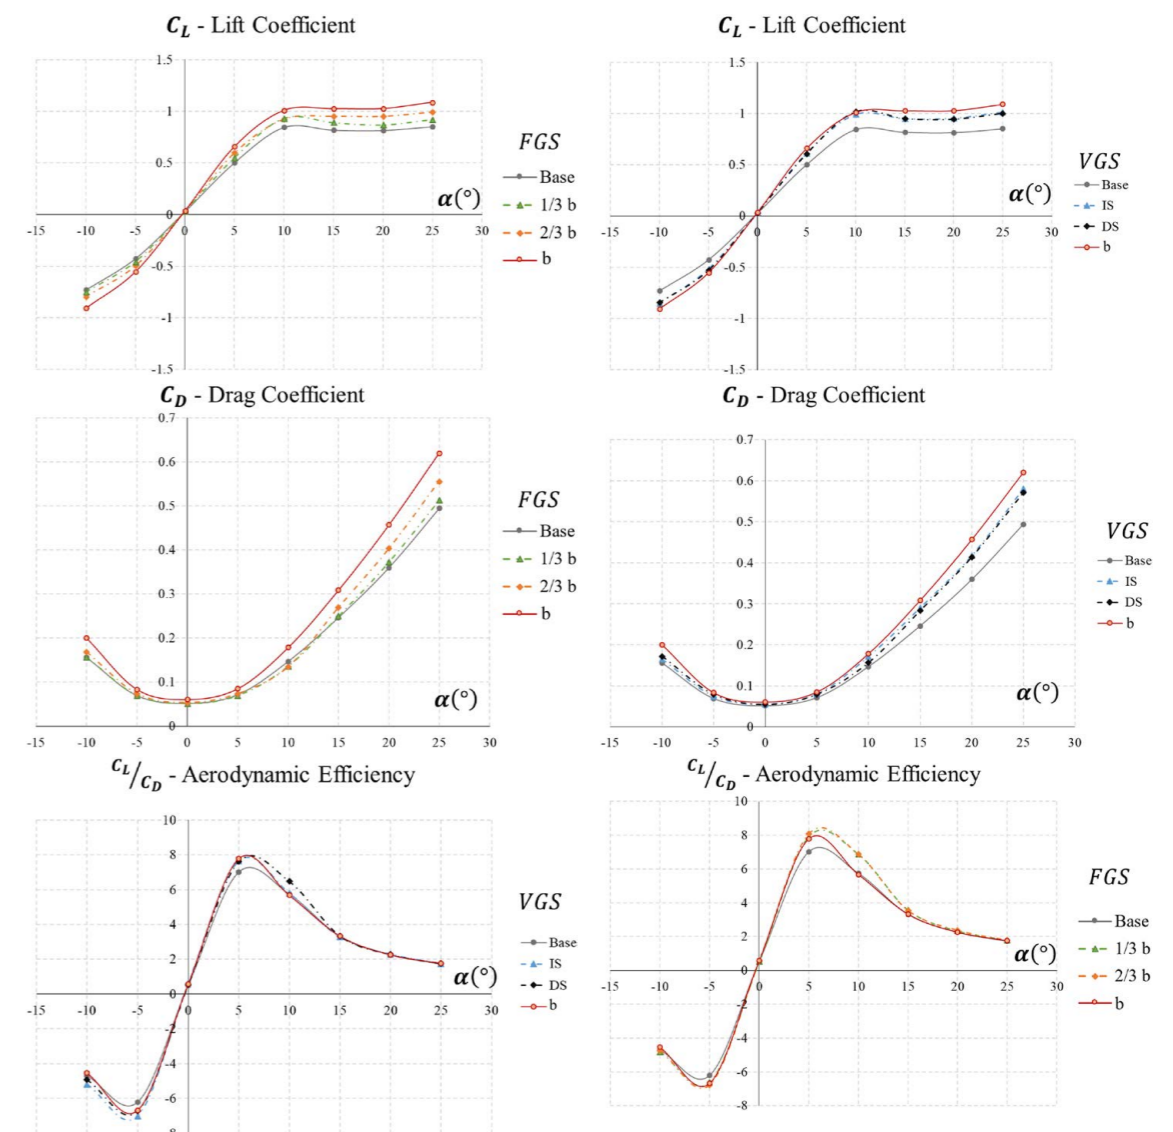 C_L - Lift Coefficient
1.5
1
0.5
0
-0.5
-1
-1.5
-15 -10 -5 0 5 10 15 20 25 30
α(°)
FGS
Base
1/3 b
2/3 b
b
C_L - Lift Coefficient
1.5
1
0.5
0
-0.5
-1
-1.5
-15 -10 -5 0 5 10 15 20 25 30
α(°)
VGS
Base
IS
DS
b
C_D - Drag Coefficient
0.7
0.6
0.5
0.4
0.3
0.2
0.1
0
-15 -10 -5 0 5 10 15 20 25 30
α(°)
FGS
Base
1/3 b
2/3 b
b
C_D - Drag Coefficient
0.7
0.6
0.5
0.4
0.3
0.2
0.1
0
-15 -10 -5 0 5 10 15 20 25 30
α(°)
VGS
Base
IS
DS
b
C_L/C_D - Aerodynamic Efficiency
10
8
6
4
2
0
-2
-4
-6
-8
-15 -10 -5 0 5 10 15 20 25 30
α(°)
VGS
Base
IS
DS
b
C_L/C_D - Aerodynamic Efficiency
10
8
6
4
2
0
-2
-4
-6
-8
-15 -10 -5 0 5 10 15 20 25 30
α(°)
FGS
Base
1/3 b
2/3 b
b